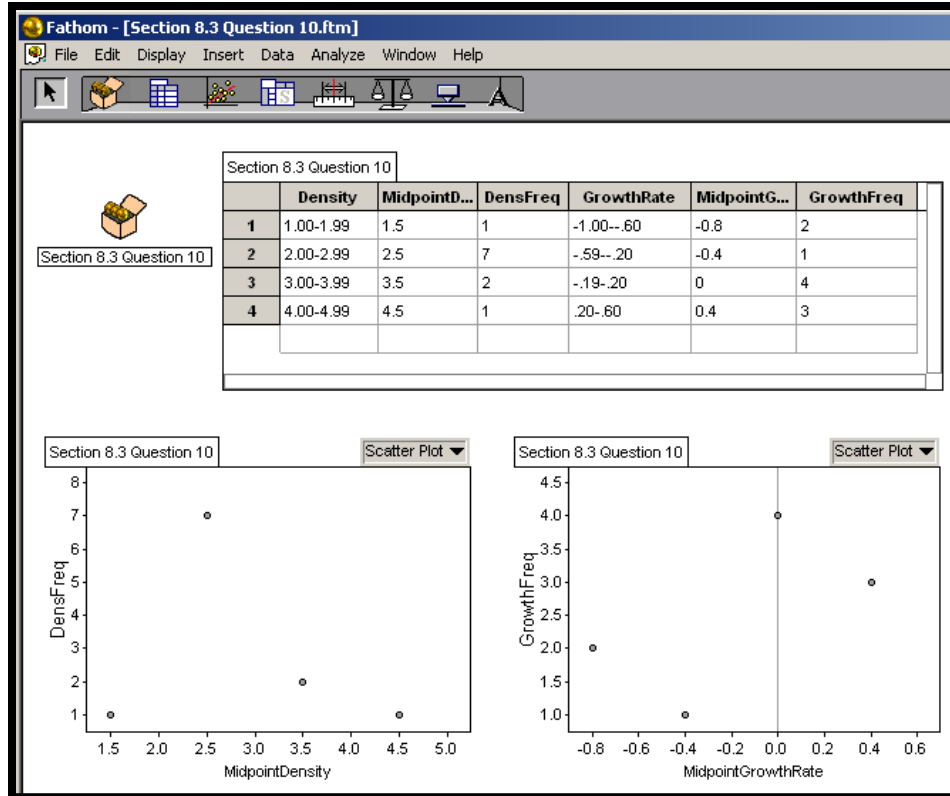 Fathom - [Section 8.3 Question 10.ftm]
File Edit Display Insert Data Analyze Window Help
S A
Section 8.3 Question 10
Section 8.3 Question 10
Density MidpointD... DensFreq GrowthRate MidpointG... GrowthFreq
1 1.00-1.99 1.5 1 -1.00--.60 -0.8 2
2 2.00-2.99 2.5 7 -.59--.20 -0.4 1
3 3.00-3.99 3.5 2 -.19-.20 0 4
4 4.00-4.99 4.5 1 .20-.60 0.4 3
Section 8.3 Question 10 Scatter Plot
8
7
6
5
4
3
2
1
DensFreq
1.5 2.0 2.5 3.0 3.5 4.0 4.5 5.0
MidpointDensity
Section 8.3 Question 10 Scatter Plot
4.5
4.0
3.5
3.0
2.5
2.0
1.5
1.0
GrowthFreq
-0.8 -0.6 -0.4 -0.2 0.0 0.2 0.4 0.6
MidpointGrowthRate